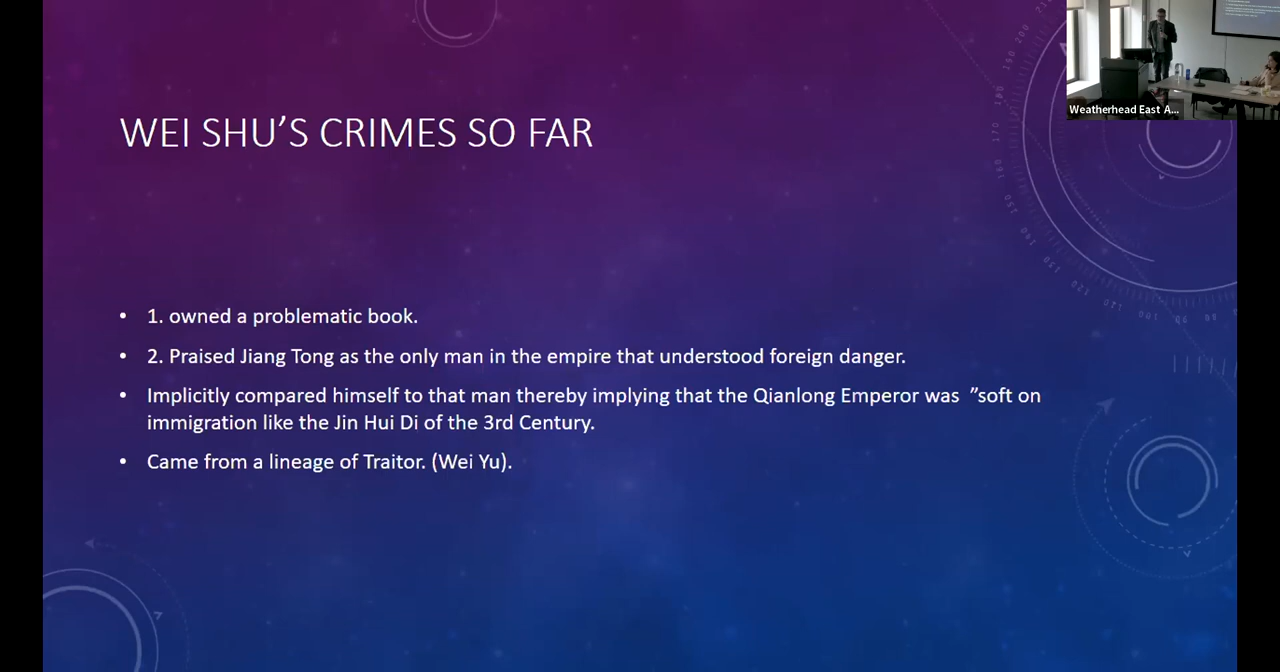 WEI SHU’S CRIMES SO FAR
• 1. owned a problematic book.
• 2. Praised Jiang Tong as the only man in the empire that understood foreign danger.
• Implicitly compared himself to that man thereby implying that the Qianlong Emperor was ”soft on
immigration like the Jin Hui Di of the 3rd Century.
• Came from a lineage of Traitor. (Wei Yu).
Weatherhead East A...